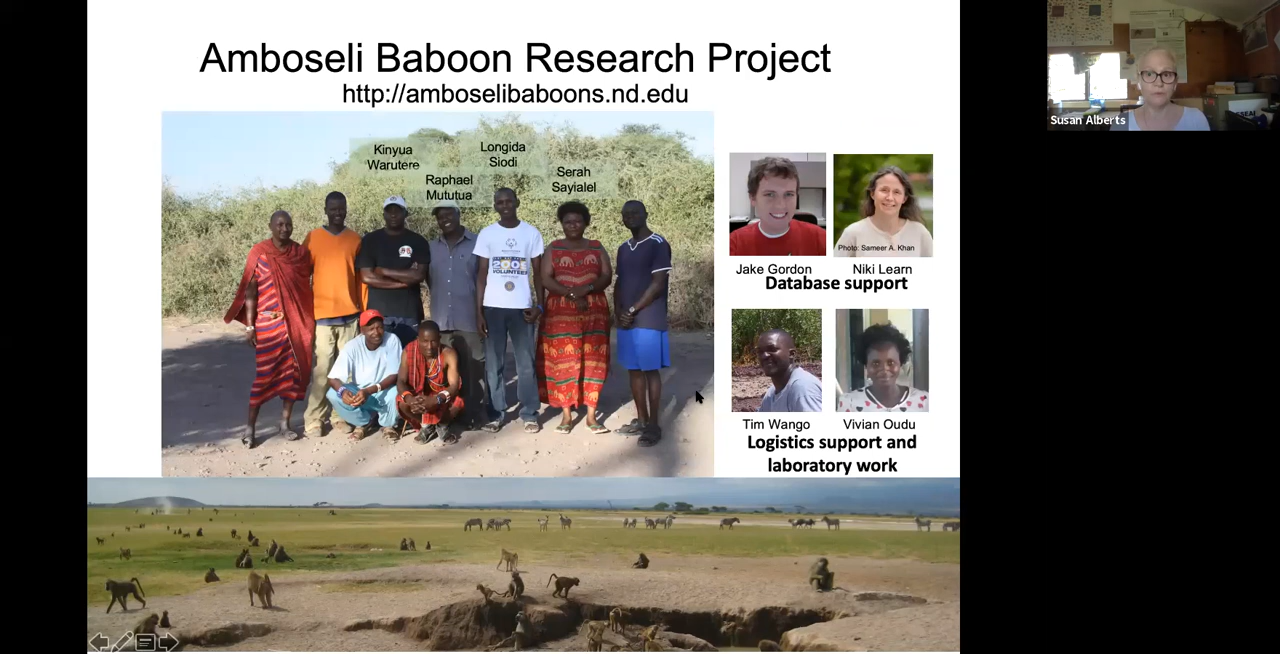 Amboseli Baboon Research Project
http://amboselibaboons.nd.edu
Kinyua
Warutere
Raphael
Mututua
Longida
Siodi
Serah
Sayialel
VOLUNTEER
Photo: Sameer A. Khan
Jake Gordon
Niki Learn
Database support
Tim Wango
Vivian Oudu
Logistics support and
laboratory work
Susan Alberts